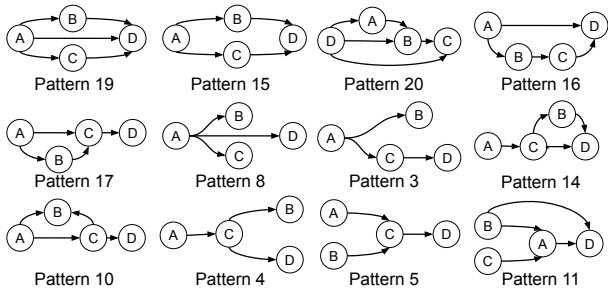 B
A D
C
Pattern 19
B
A D
C
Pattern 15
A
D B C
Pattern 20
A D
B C
Pattern 16
A C D
B
Pattern 17
B
A D
C
Pattern 8
B
A
C D
Pattern 3
B
A C D
Pattern 14
B
A C D
Pattern 10
B
A C
D
Pattern 4
A
C D
B
Pattern 5
B
A D
C
Pattern 11